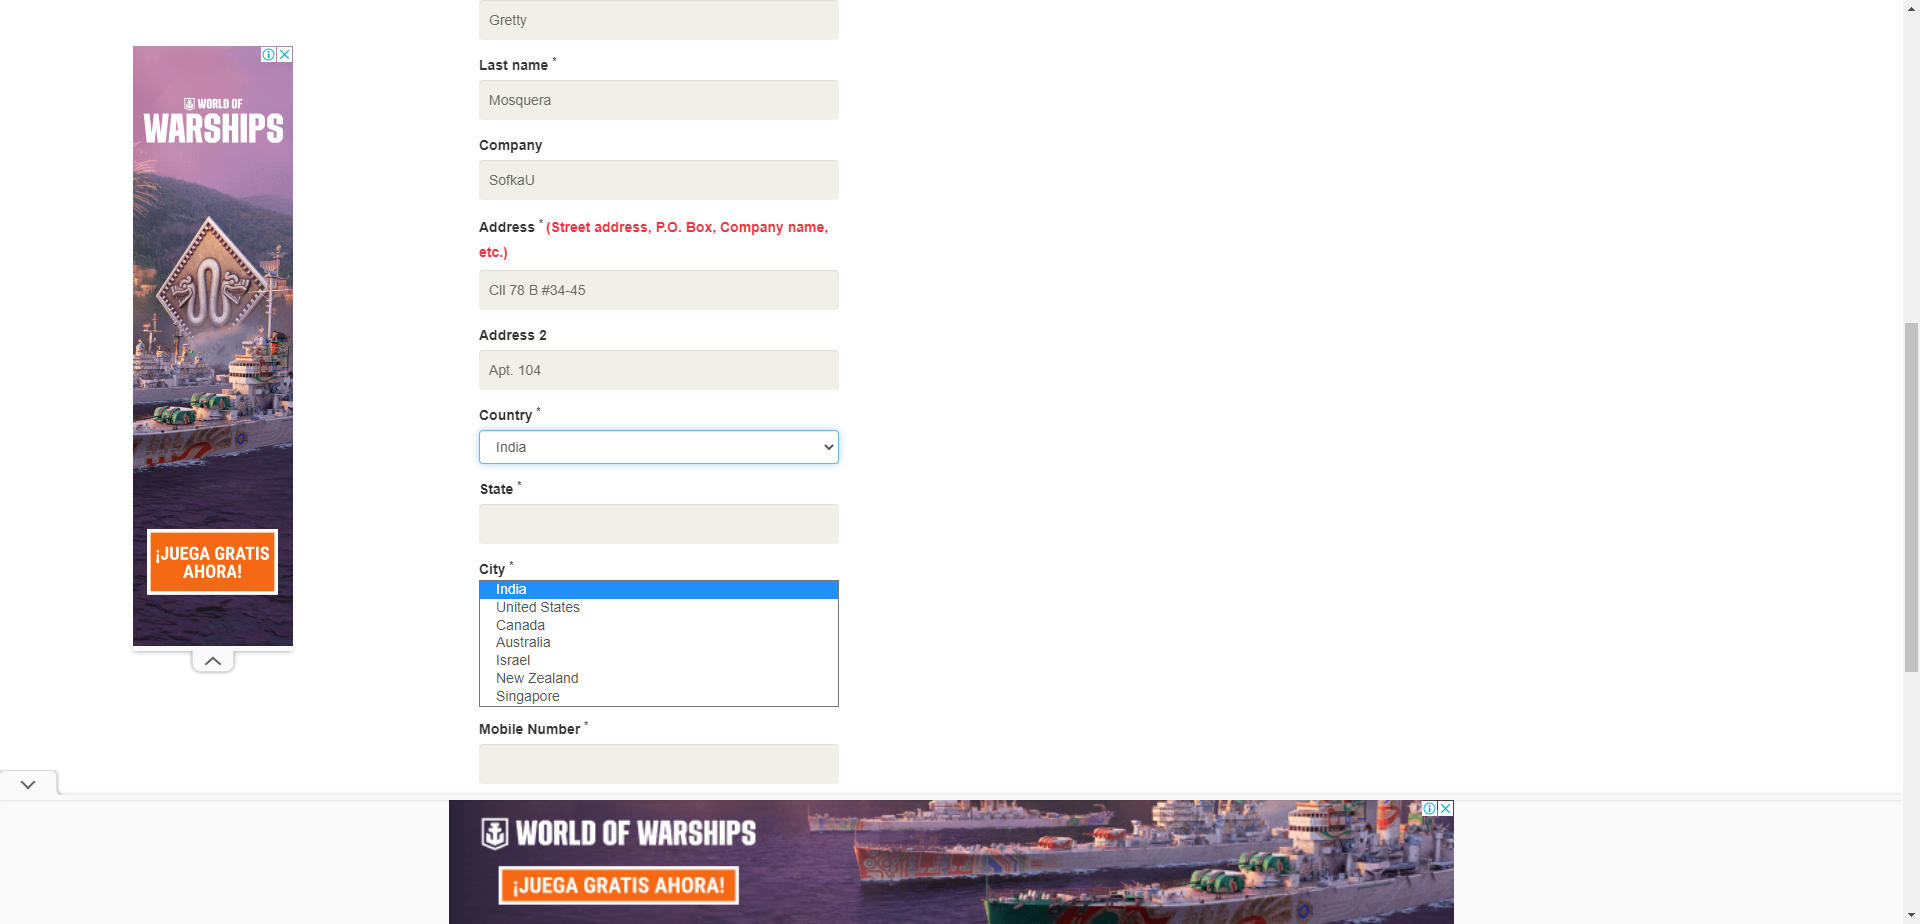 Gretty
Last name *
Mosquera
Company
SofkaU
Address * (Street address, P.O. Box, Company name,
etc.)
Cll 78 B #34-45
Address 2
Apt. 104
Country *
India
State *
City *
India
United States
Canada
Australia
Israel
New Zealand
Singapore
Mobile Number *
WORLD OF
WARSHIPS
¡JUEGA GRATIS
AHORA!
WORLD OF WARSHIPS
¡JUEGA GRATIS AHORA!